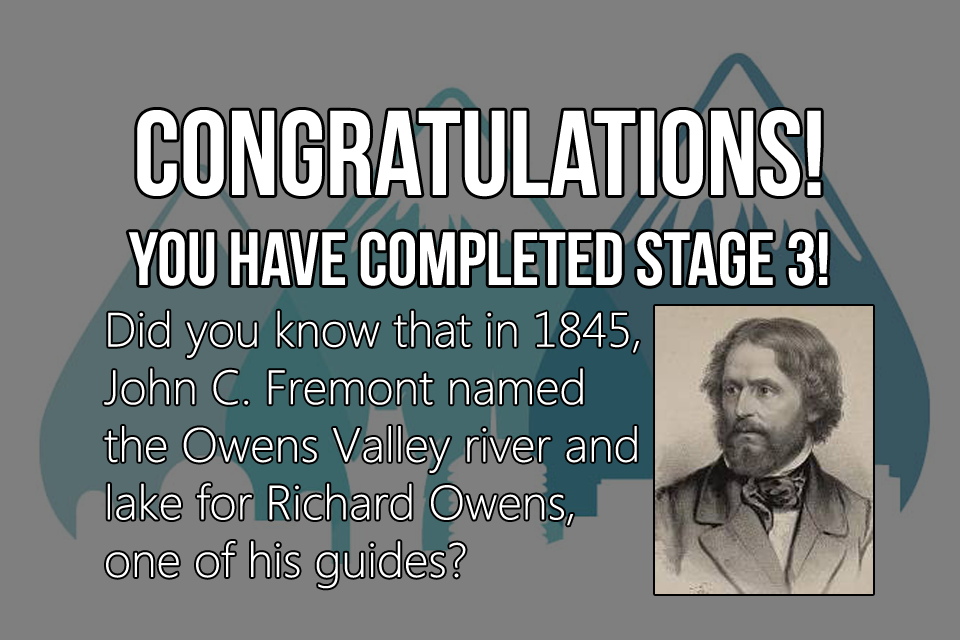 CONGRATULATIONS!
YOU HAVE COMPLETED STAGE 3!
Did you know that in 1845,
John C. Fremont named
the Owens Valley river and
lake for Richard Owens,
one of his guides?